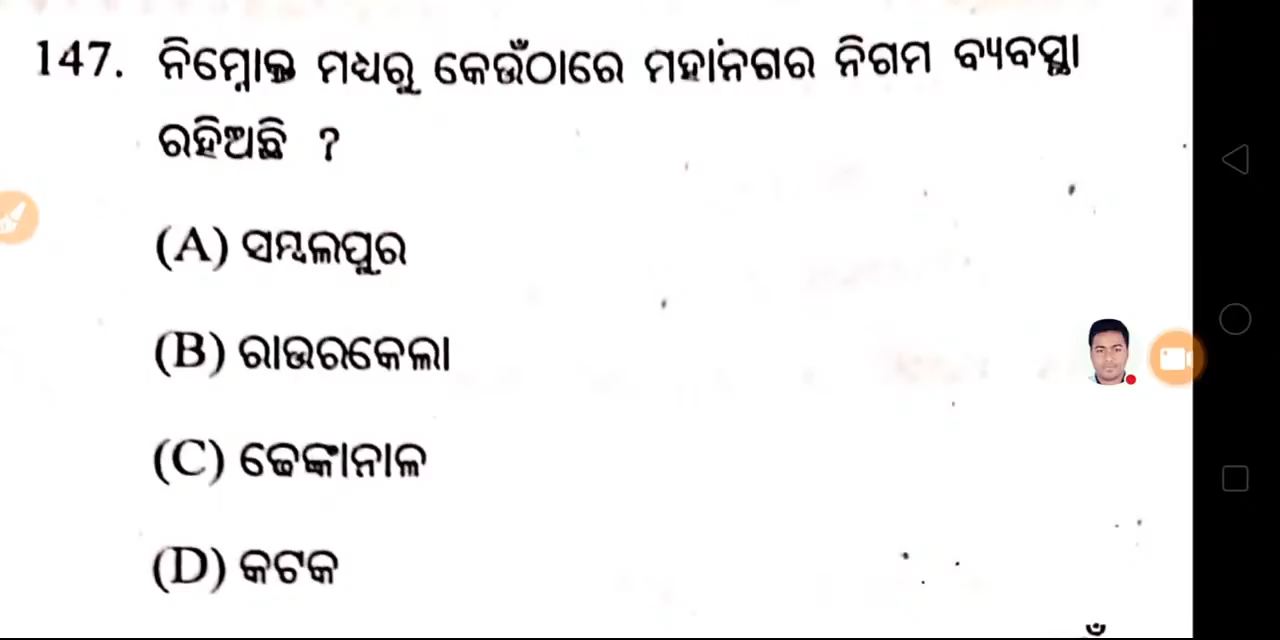 147. ନିମ୍ନୋକ୍ତ ମଧ୍ୟରୁ କେଉଁଠାରେ ମହାନଗର ନିଗମ ବ୍ୟବସ୍ଥା
ରହିଅଛି ?
(A) ସମ୍ବଲପୁର
(B) ରାଉରକେଲା
(C) ଢେଙ୍କାନାଳ
(D) କଟକ